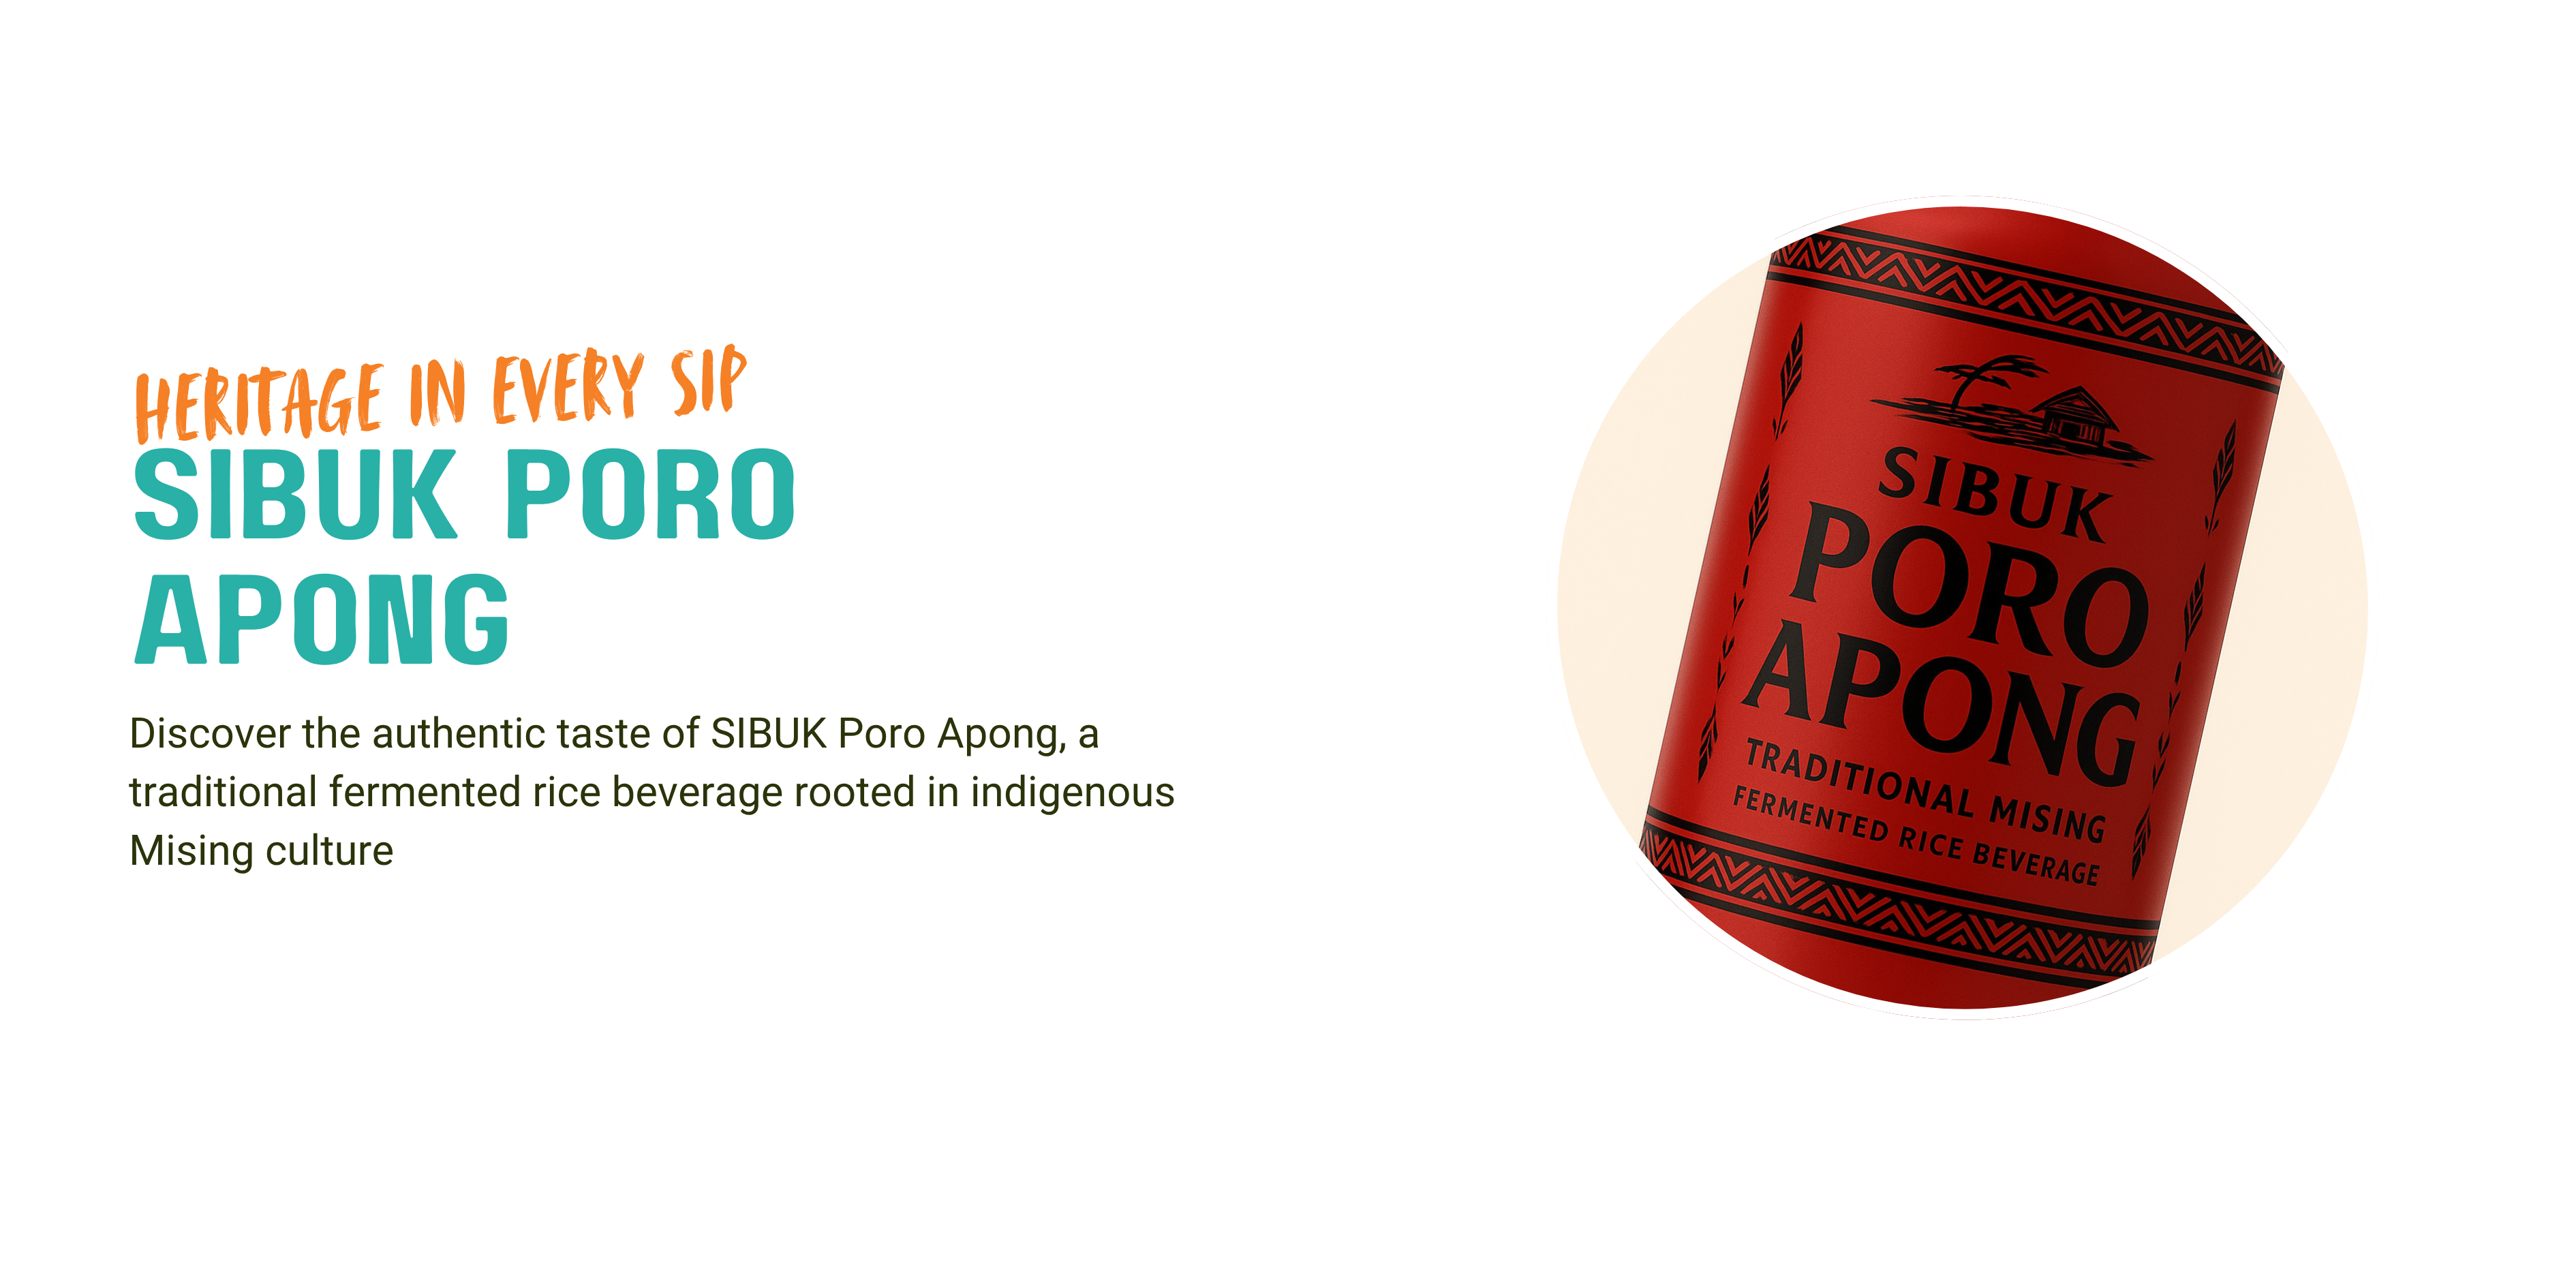 HERITAGE IN EVERY SIP
SIBUK PORO
APONG
Discover the authentic taste of SIBUK Poro Apong, a
traditional fermented rice beverage rooted in indigenous
Mising culture
SIBUK
PORO
APONG
TRADITIONAL MISING
FERMENTED RICE BEVERAGE